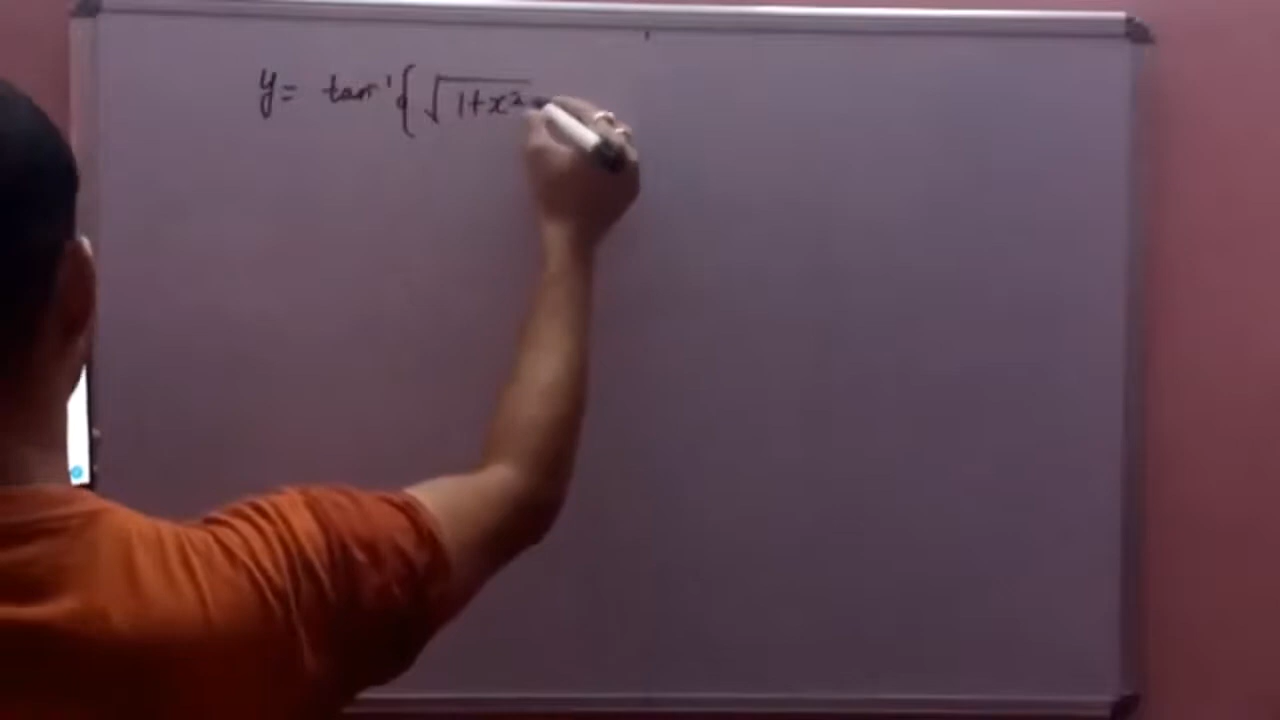 y= tan⁻¹{√1+x²